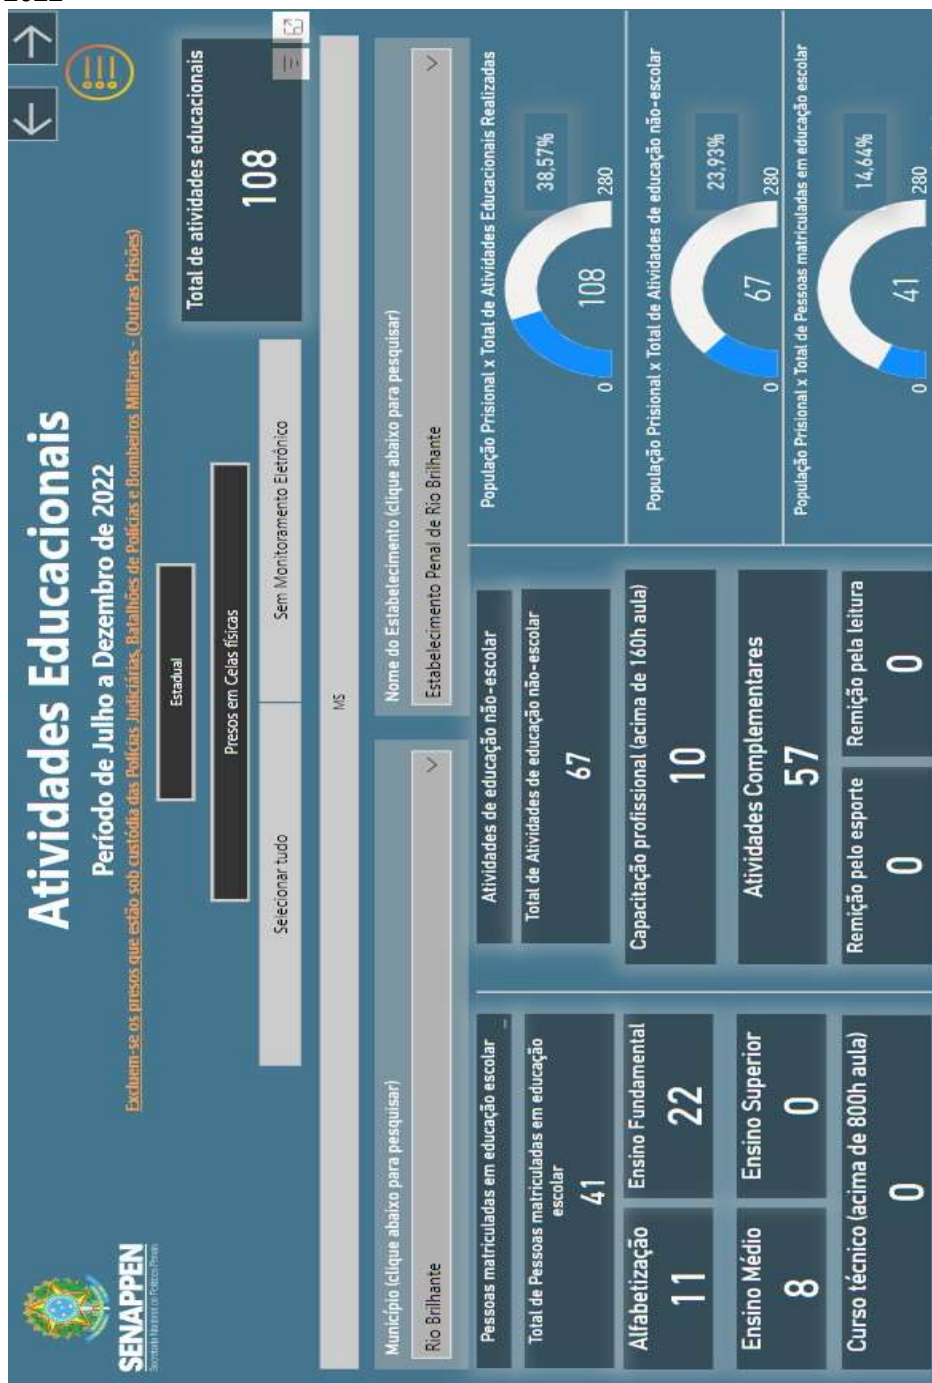 2022
SENAPPEN
Secretaria Nacional de Políticas Penais
Atividades Educacionais
Período de Julho a Dezembro de 2022
Excluem-se os presos que estão sob custódia das Polícias Judiciárias, Batalhões de Polícias e Bombeiros Militares - (Outras Prisões)
Estadual
Presos em Celas físicas
Selecionar tudo
Sem Monitoramento Eletrônico
Total de atividades educacionais
108
MS
Município (clique abaixo para pesquisar)
Rio Brilhante
Nome do Estabelecimento (clique abaixo para pesquisar)
Estabelecimento Penal de Rio Brilhante
Pessoas matriculadas em educação escolar
Total de Pessoas matriculadas em educação
escolar
41
Alfabetização
11
Ensino Fundamental
22
Ensino Médio
8
Ensino Superior
0
Curso técnico (acima de 800h aula)
0
Atividades de educação não-escolar
Total de Atividades de educação não-escolar
67
Capacitação profissional (acima de 160h aula)
10
Atividades Complementares
57
Remição pelo esporte
0
Remição pela leitura
0
População Prisional x Total de Atividades Educacionais Realizadas
38,57%
108
0
280
População Prisional x Total de Atividades de educação não-escolar
23,93%
67
0
280
População Prisional x Total de Pessoas matriculadas em educação escolar
14,64%
41
0
280